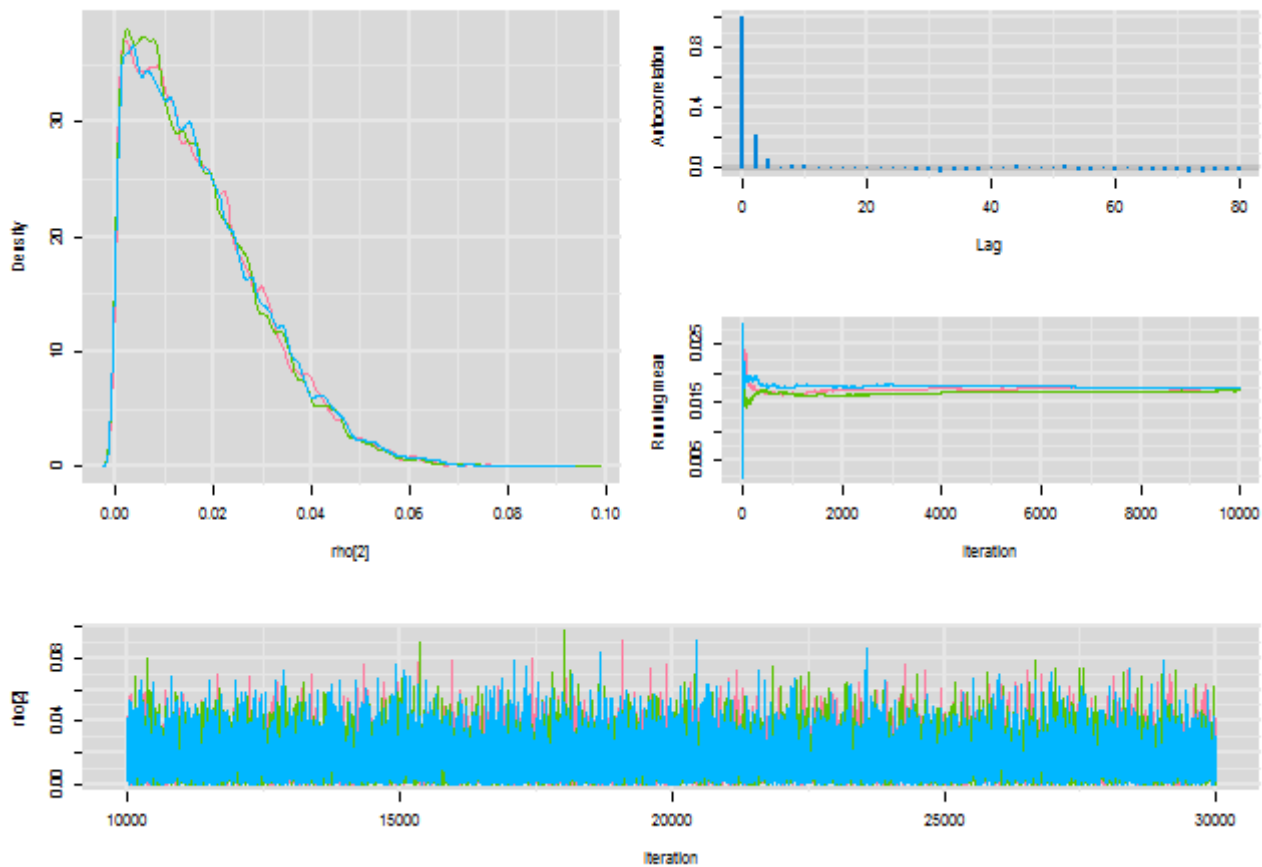 Density
0 10 20 30
0.00 0.02 0.04 0.06 0.08 0.10
rho[2]
Autocorrelation
0.0 0.4 0.8
0 20 40 60 80
Lag
Running mean
0.005 0.015 0.025
0 2000 4000 6000 8000 10000
Iteration
rho[2]
0.00 0.04 0.08
10000 15000 20000 25000 30000
Iteration